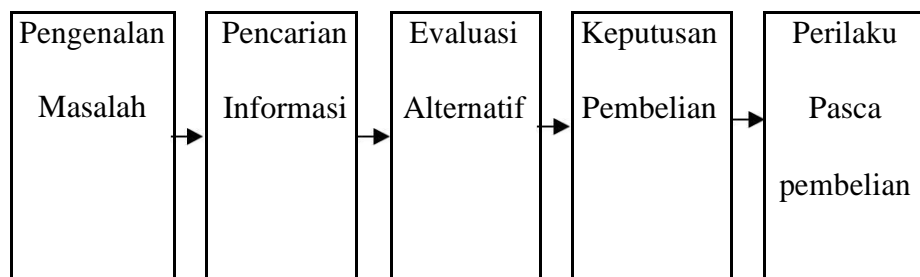 Pengenalan
Masalah
Pencarian
Informasi
Evaluasi
Alternatif
Keputusan
Pembelian
Perilaku
Pasca
pembelian